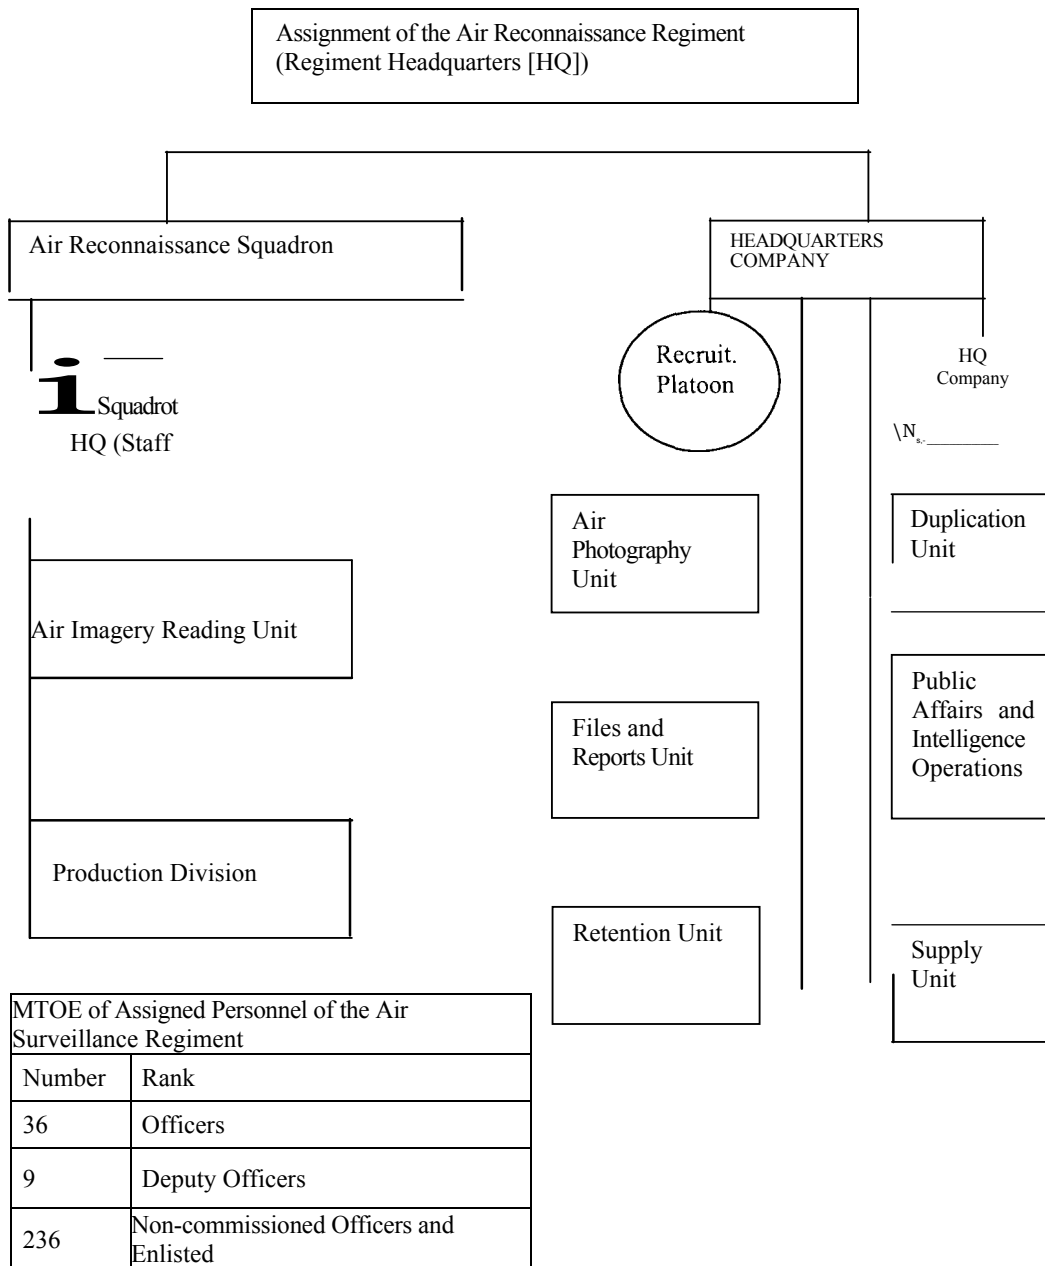 Assignment of the Air Reconnaissance Regiment
(Regiment Headquarters [HQ])
Air Reconnaissance Squadron
HEADQUARTERS
COMPANY
i Squadrot
HQ (Staff
Recruit.
Platoon
HQ
Company
\N s,-
Air
Photography
Unit
Duplication
Unit
Air Imagery Reading Unit
Public
Affairs and
Intelligence
Operations
Files and
Reports Unit
Production Division
Retention Unit
Supply
Unit
MTOE of Assigned Personnel of the Air
Surveillance Regiment
Number Rank
36 Officers
9 Deputy Officers
236 Non-commissioned Officers and
Enlisted